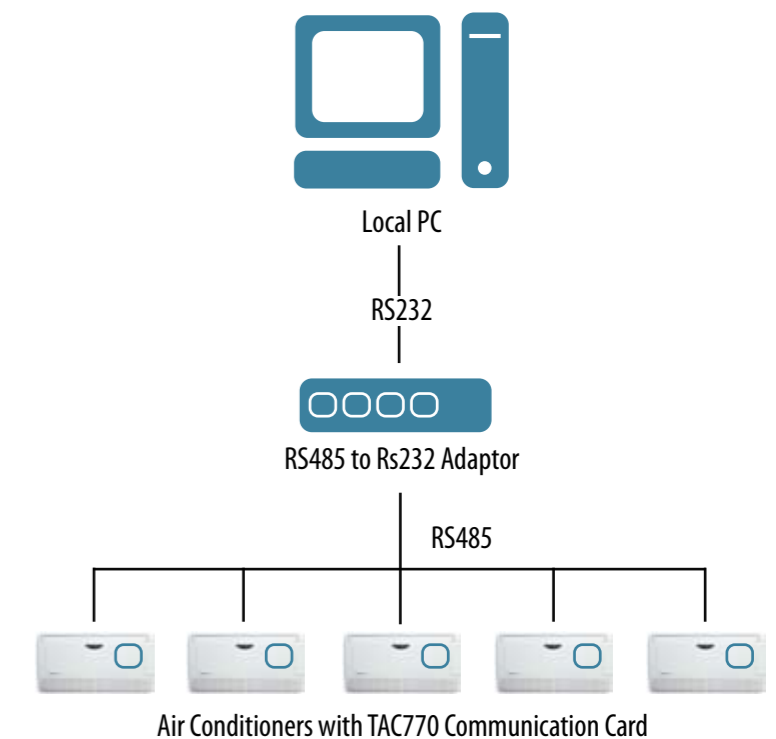 Local PC
RS232
RS485 to Rs232 Adaptor
RS485
Air Conditioners with TAC770 Communication Card